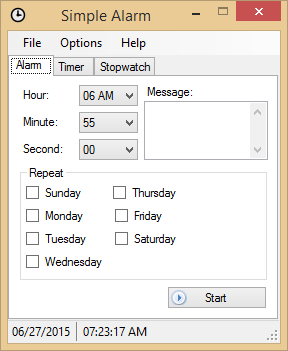 Simple Alarm
File Options Help
Alarm Timer Stopwatch
Hour: 06 AM Message:
Minute: 55
Second: 00
Repeat
Sunday Thursday
Monday Friday
Tuesday Saturday
Wednesday
Start
06/27/2015 07:23:17 AM